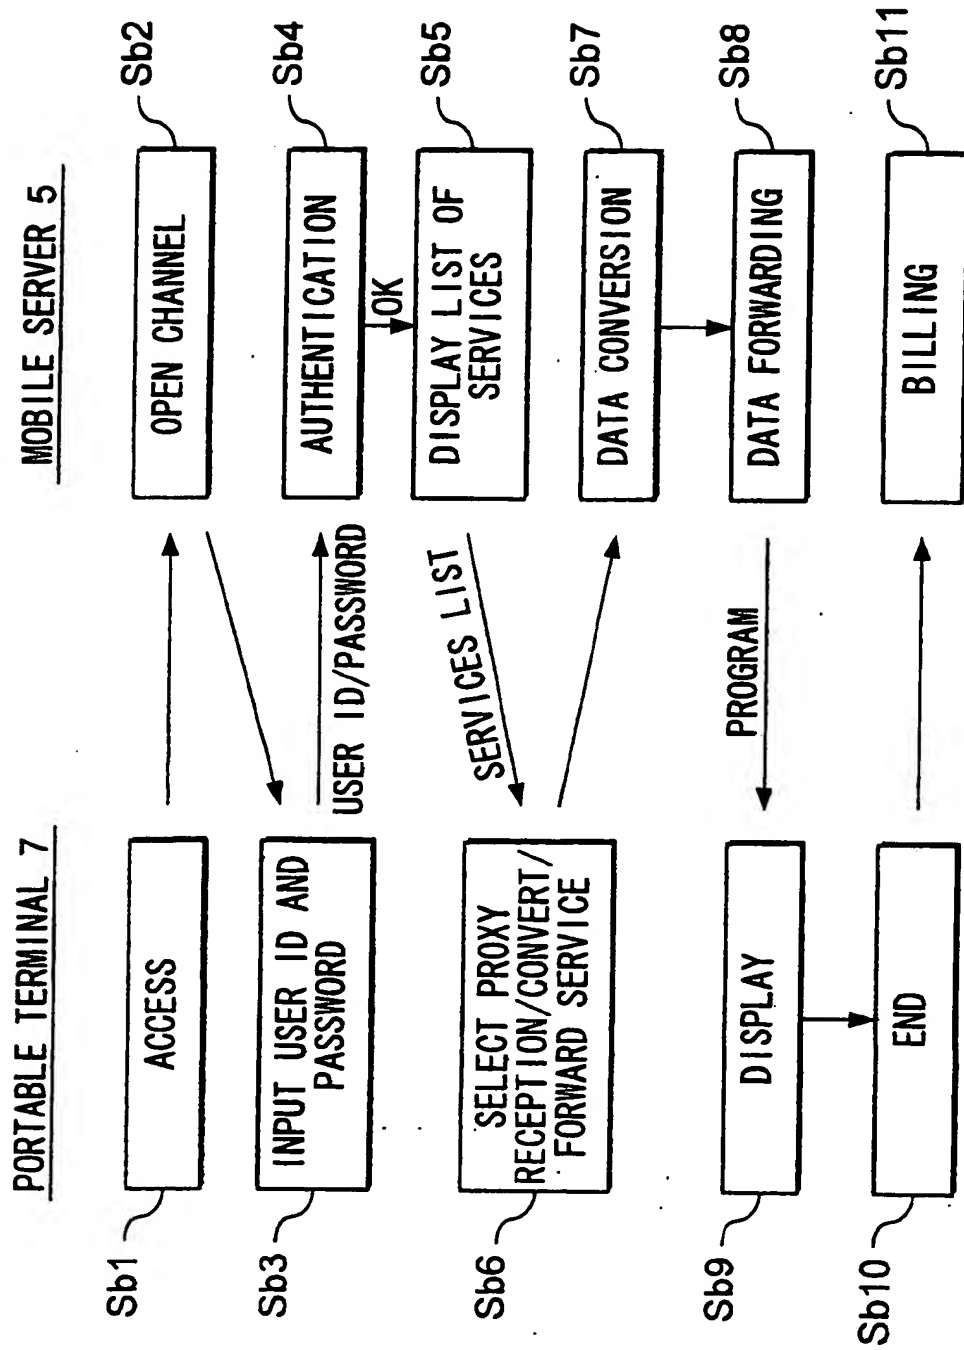 PORTABLE TERMINAL 7
MOBILE SERVER 5
Sb1
ACCESS
OPEN CHANNEL
Sb2
Sb3
INPUT USER ID AND
PASSWORD
USER ID/PASSWORD
AUTHENTICATION
Sb4
OK
DISPLAY LIST OF
SERVICES
Sb5
SERVICES LIST
Sb6
SELECT PROXY
RECEPTION/CONVERT/
FORWARD SERVICE
DATA CONVERSION
Sb7
DATA FORWARDING
Sb8
PROGRAM
Sb9
DISPLAY
Sb10
END
BILLING
Sb11